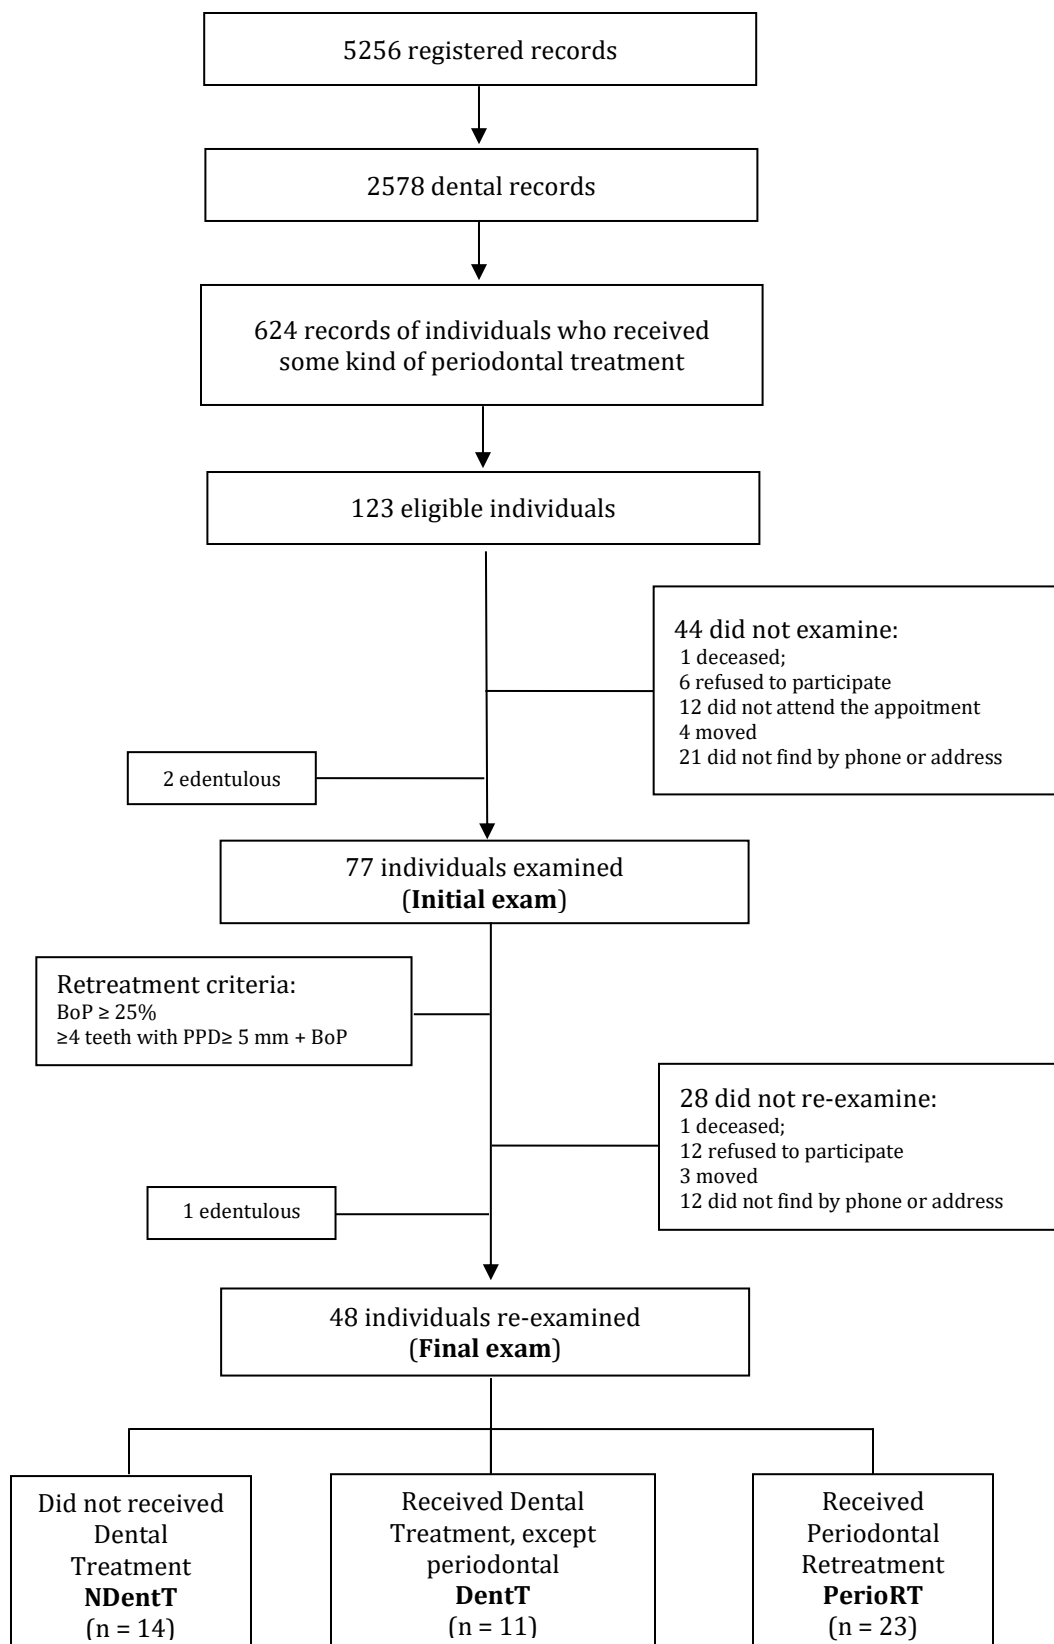 5256 registered records
2578 dental records
624 records of individuals who received
some kind of periodontal treatment
123 eligible individuals
44 did not examine:
1 deceased;
6 refused to participate
12 did not attend the appoitment
4 moved
21 did not find by phone or address
2 edentulous
77 individuals examined
(Initial exam)
Retreatment criteria:
BoP ≥ 25%
≥4 teeth with PPD≥ 5 mm + BoP
28 did not re-examine:
1 deceased;
12 refused to participate
3 moved
12 did not find by phone or address
1 edentulous
48 individuals re-examined
(Final exam)
Did not received
Dental
Treatment
NDentT
(n = 14)
Received Dental
Treatment, except
periodontal
DentT
(n = 11)
Received
Periodontal
Retreatment
PerioRT
(n = 23)